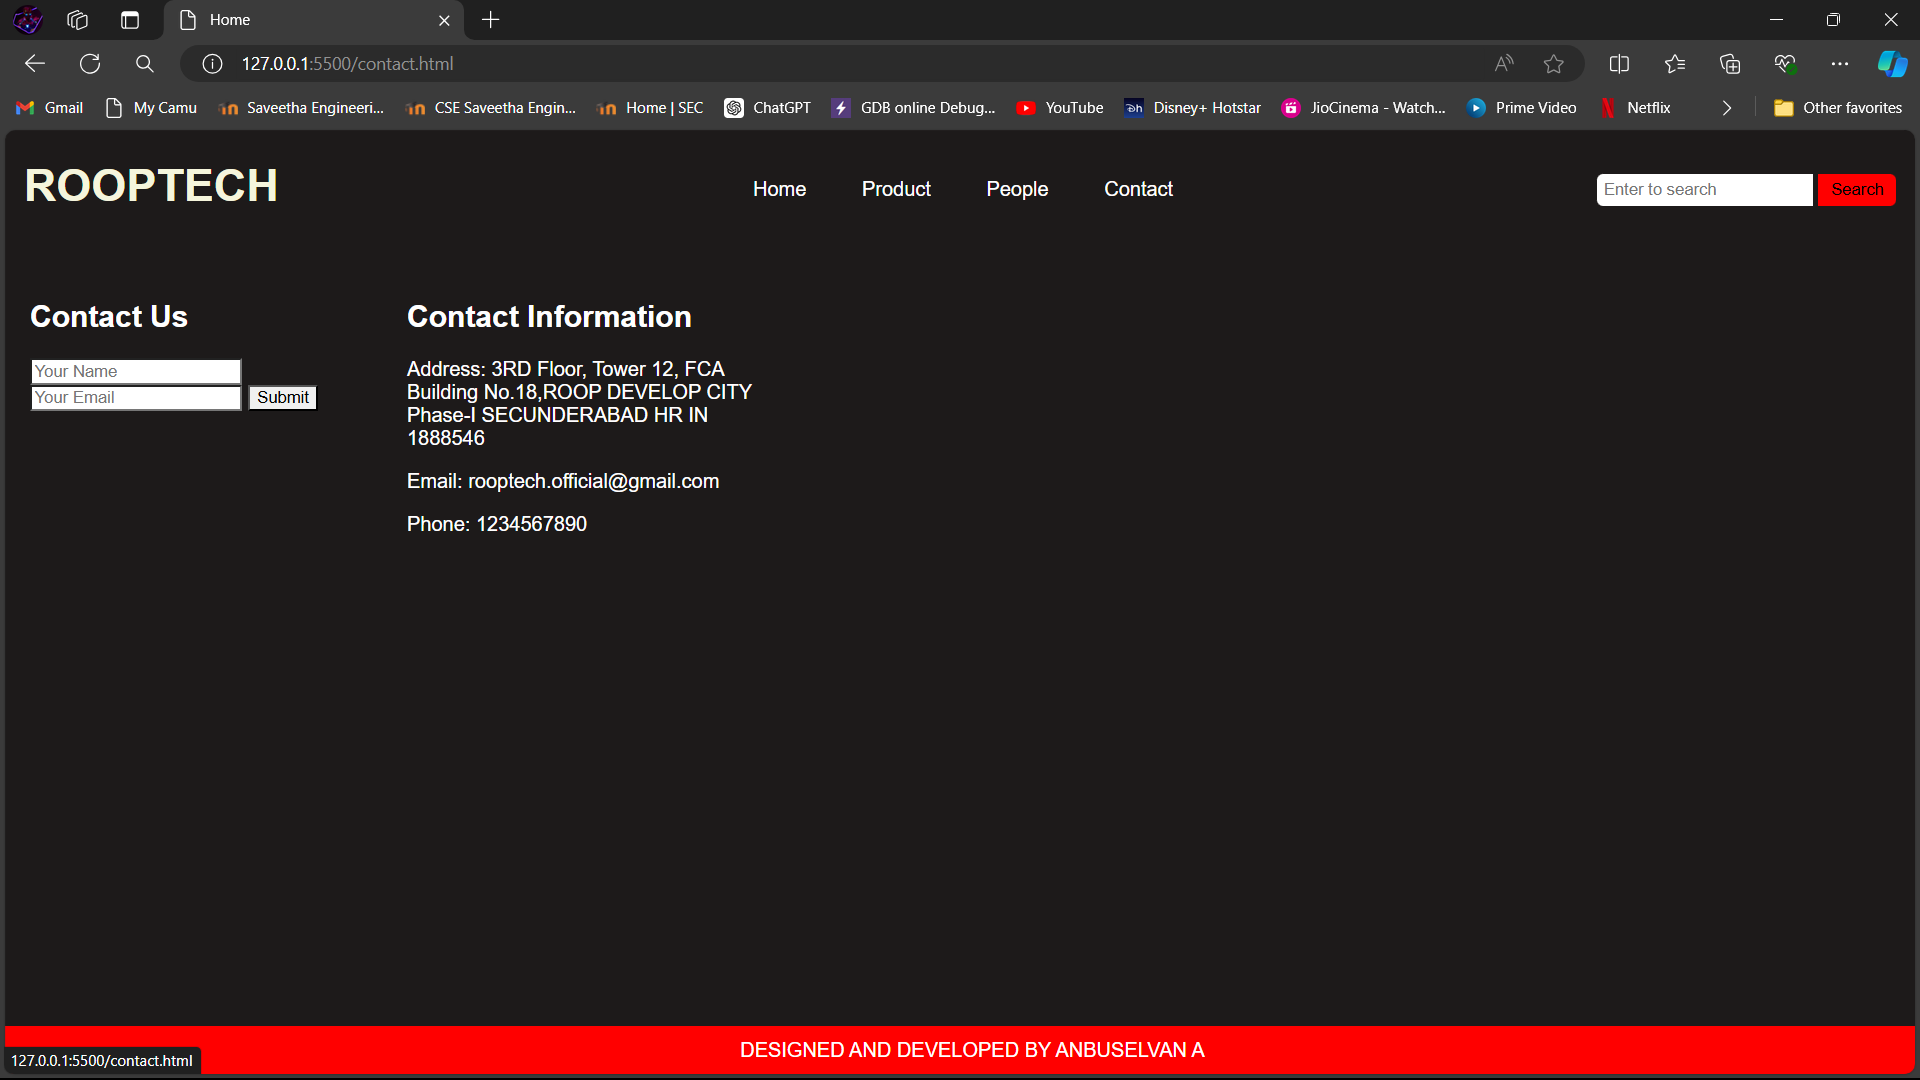 Home
127.0.0.1:5500/contact.html
Gmail
My Camu
Saveetha Engineeri...
CSE Saveetha Engin...
Home | SEC
ChatGPT
GDB online Debug...
YouTube
Disney+ Hotstar
JioCinema - Watch...
Prime Video
Netflix
Other favorites
ROOPTECH
Home
Product
People
Contact
Enter to search
Search
Contact Us
Your Name
Your Email
Submit
Contact Information
Address: 3RD Floor, Tower 12, FCA
Building No.18,ROOP DEVELOP CITY
Phase-I SECUNDERABAD HR IN
1888546
Email: rooptech.official@gmail.com
Phone: 1234567890
DESIGNED AND DEVELOPED BY ANBUSELVAN A
127.0.0.1:5500/contact.html